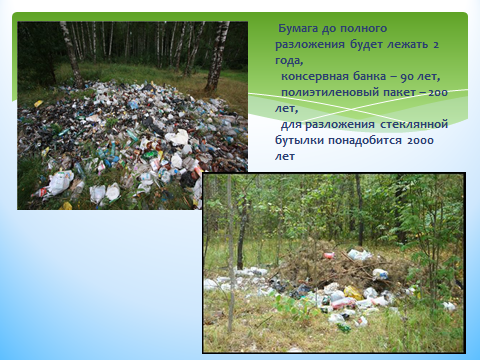 Бумага до полного
разложения будет лежать 2
года,
консервная банка – 90 лет,
полиэтиленовый пакет – 200
лет,
для разложения стеклянной
бутылки понадобится 2000
лет